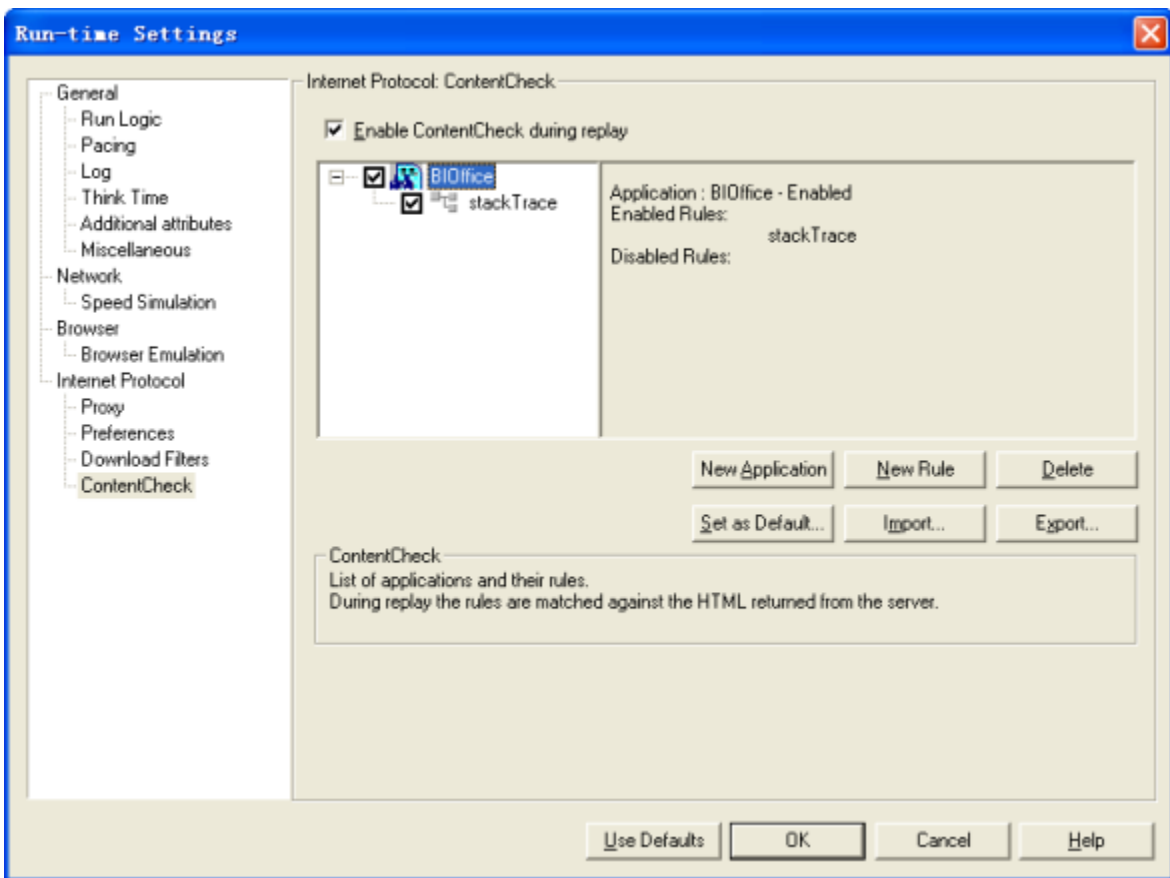 Run-time Settings
General
Run Logic
Pacing
Log
Think Time
Additional attributes
Miscellaneous
Network
Speed Simulation
Browser
Browser Emulation
Internet Protocol
Proxy
Preferences
Download Filters
ContentCheck
Internet Protocol: ContentCheck
Enable ContentCheck during replay
BIOffice
stackTrace
Application : BIOffice - Enabled
Enabled Rules:
stackTrace
Disabled Rules:
New Application New Rule Delete
Set as Default... Import... Export...
ContentCheck
List of applications and their rules.
During replay the rules are matched against the HTML returned from the server.
Use Defaults OK Cancel Help